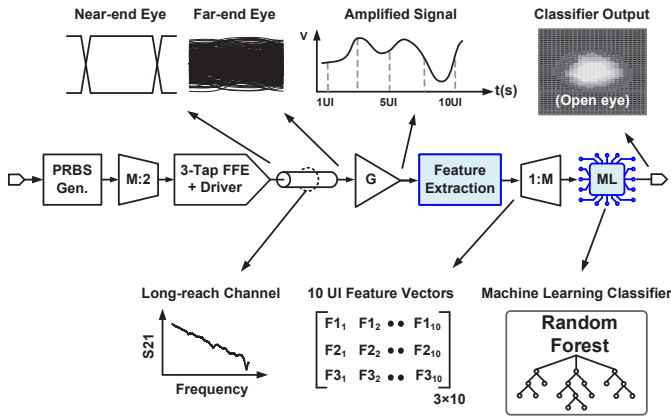 Near-end Eye
Far-end Eye
Amplified Signal
Classifier Output
V
t(s)
1UI
5UI
10UI
(Open eye)
PRBS
Gen.
M:2
3-Tap FFE
+ Driver
G
Feature
Extraction
1:M
ML
Long-reach Channel
S21
Frequency
10 UI Feature Vectors
F1₁ F1₂ •• F1₁₀
F2₁ F2₂ •• F2₁₀
F3₁ F3₂ •• F3₁₀
3×10
Machine Learning Classifier
Random
Forest